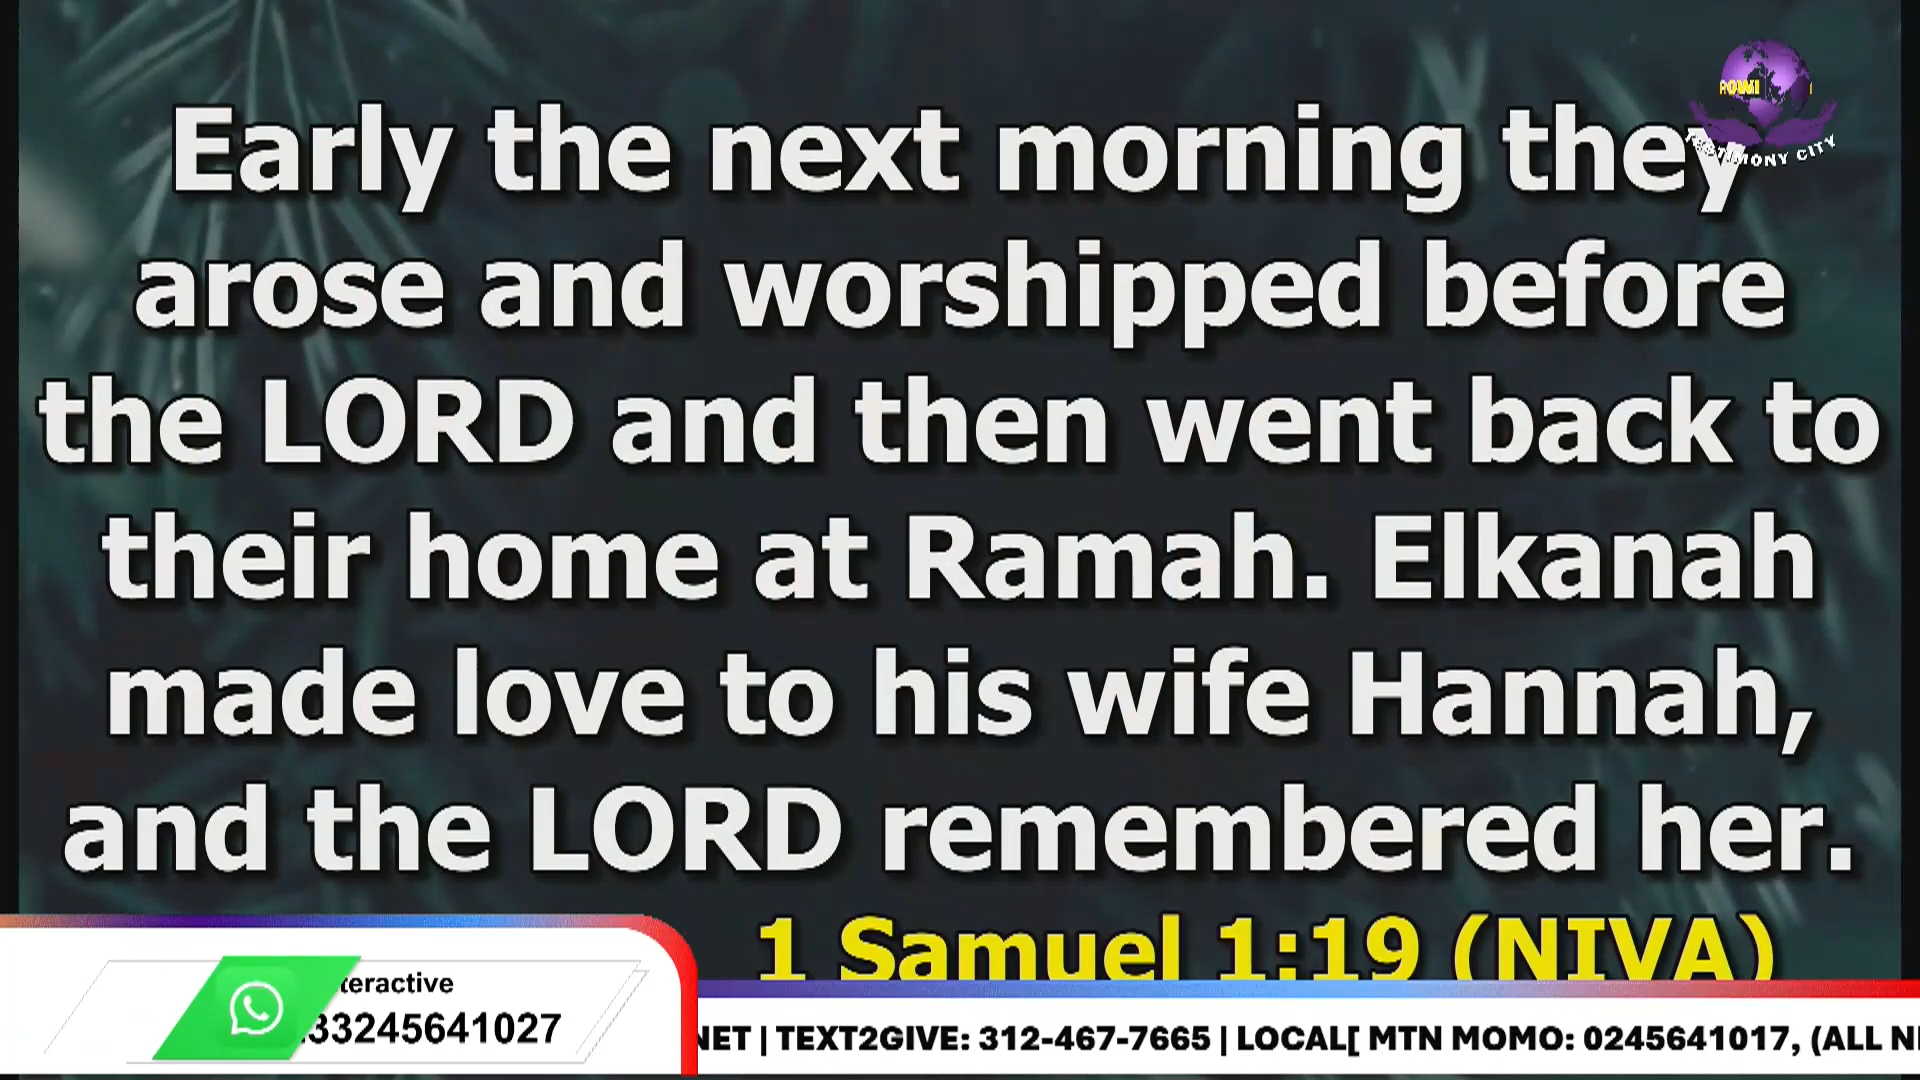 Early the next morning they
arose and worshipped before
the LORD and then went back to
their home at Ramah. Elkanah
made love to his wife Hannah,
and the LORD remembered her.
1 Samuel 1:19 (NIVA)
TESTIMONY CITY
teractive
33245641027
NET | TEXT2GIVE: 312-467-7665 | LOCAL[ MTN MOMO: 0245641017, (ALL